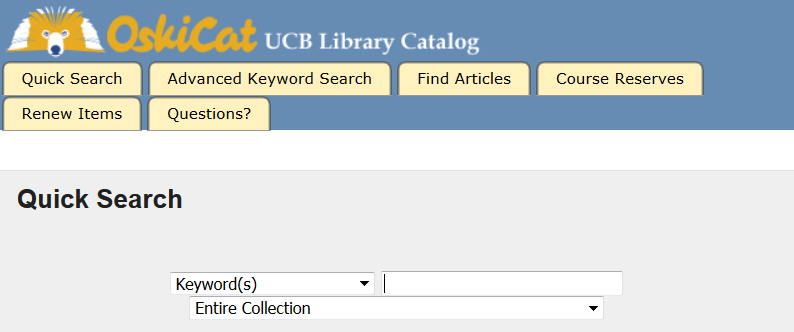 OskiCat UCB Library Catalog
Quick Search Advanced Keyword Search Find Articles Course Reserves
Renew Items Questions?
Quick Search
Keyword(s)
Entire Collection